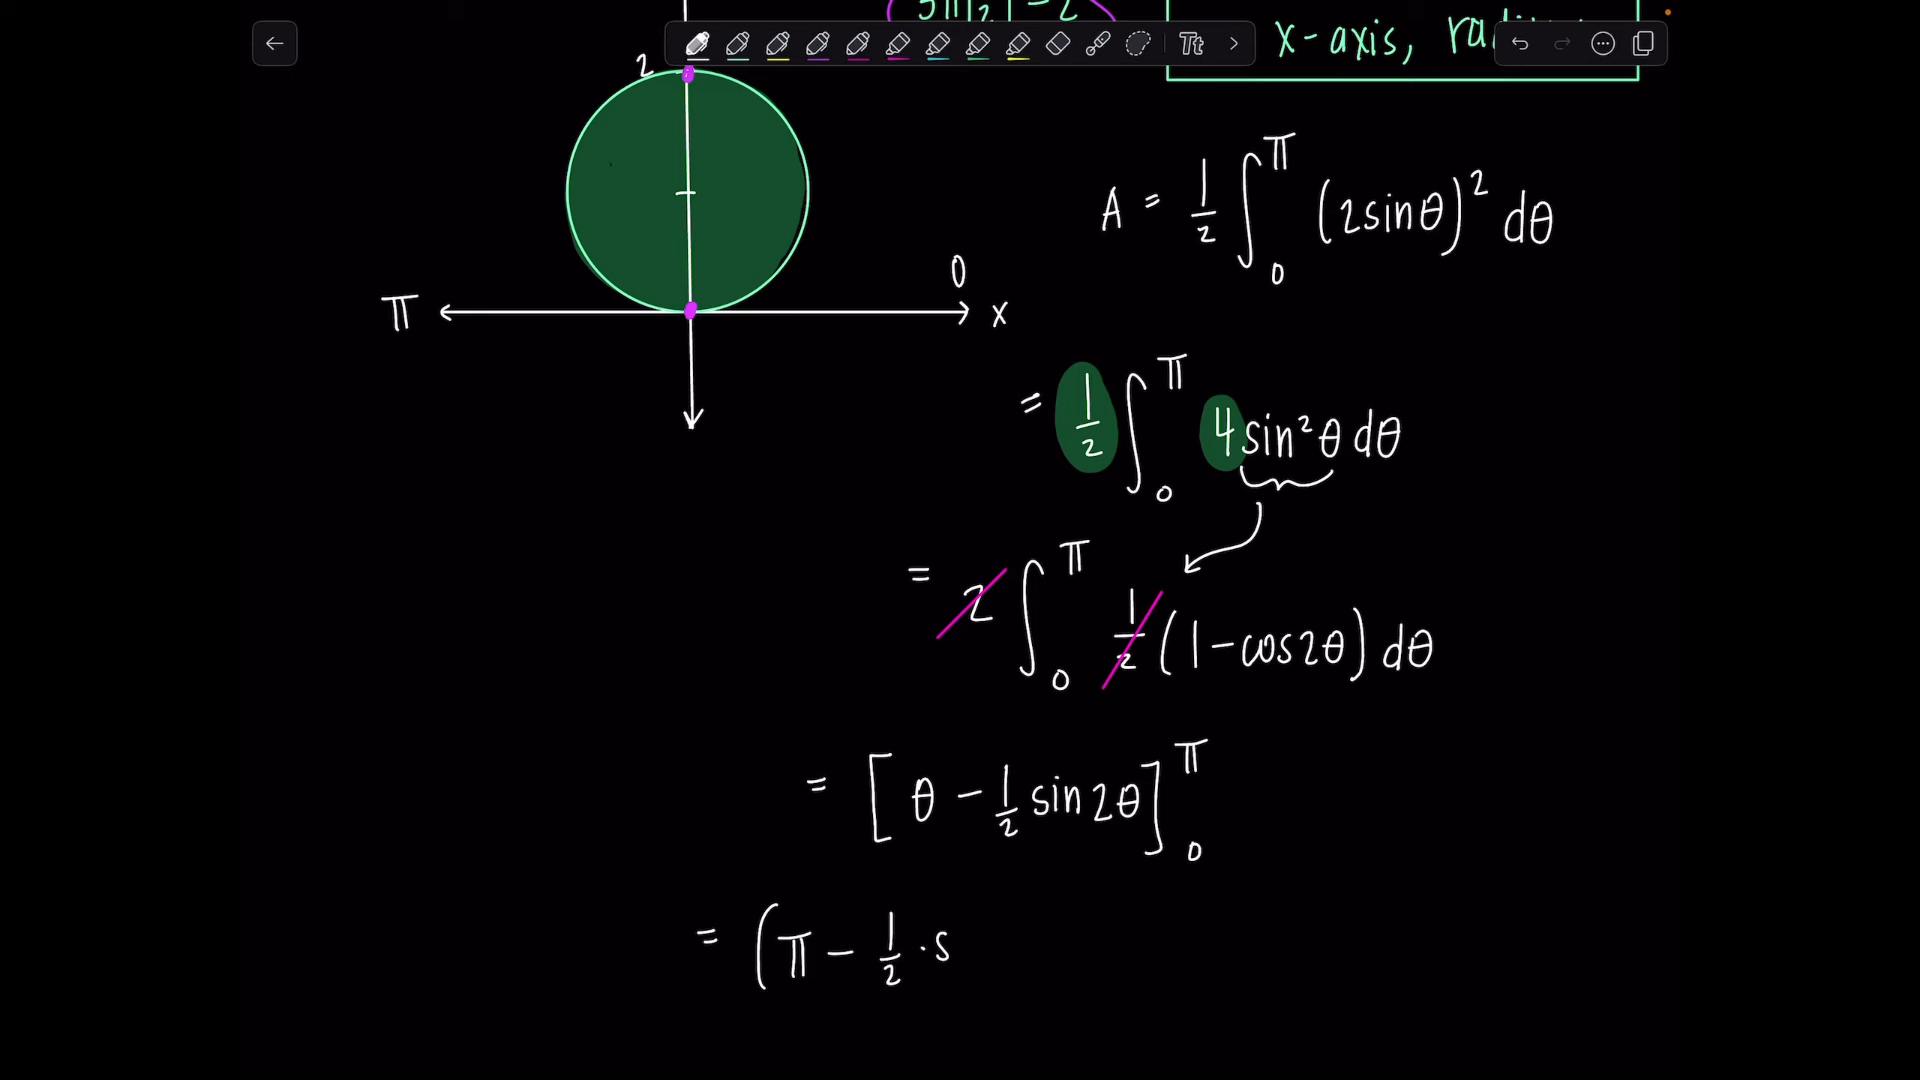 x-axis,
Tt
2
A = 1/2 ∫₀^π (2sinθ)² dθ
0
π x
= 1/2 ∫₀^π 4sin²θ dθ
= 2 ∫₀^π 1/2 (1-cos2θ) dθ
= [θ - 1/2 sin2θ]₀^π
= (π - 1/2 · s